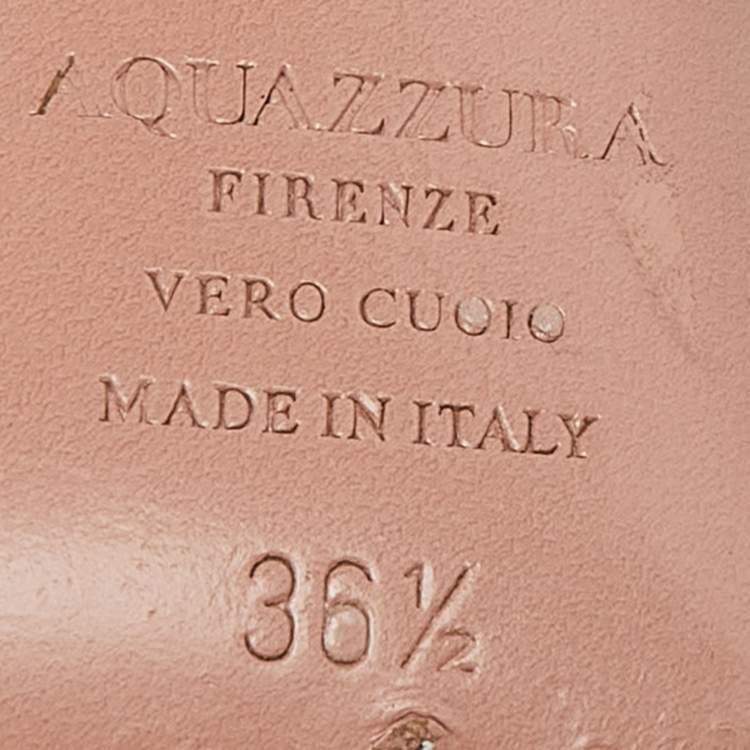 AQUAZZURA
FIRENZE
VERO CUOIO
MADE IN ITALY
36½